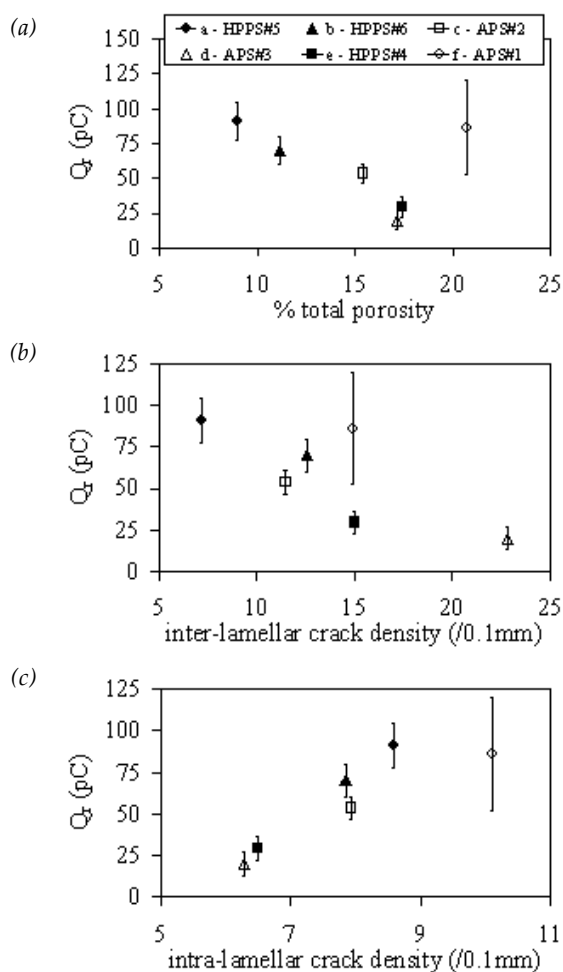 (a)
a - HPPS#5 b - HPPS#6 c - APS#2
d - APS#3 e - HPPS#4 f - APS#1
150
125
100
75
50
25
0
Qr (pC)
5 10 15 20 25
% total porosity
(b)
125
100
75
50
25
0
Qr (pC)
5 10 15 20 25
inter-lamellar crack density (/0.1mm)
(c)
125
100
75
50
25
0
Qr (pC)
5 7 9 11
intra-lamellar crack density (/0.1mm)